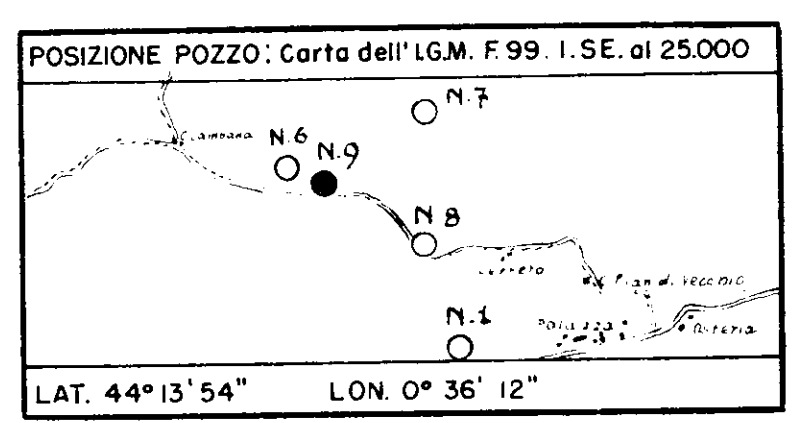 POSIZIONE POZZO: Carta dell' I.G.M. F. 99. I. S E. al 25.000
N.7
N.6
N.9
N 8
N.1
LAT. 44° 13' 54" LON. 0° 36' 12"